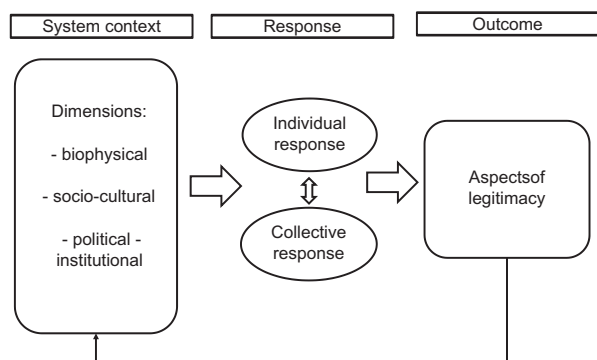 System context
Response
Outcome
Dimensions:
- biophysical
- socio-cultural
- political -
institutional
Individual
response
Collective
response
Aspectsof
legitimacy